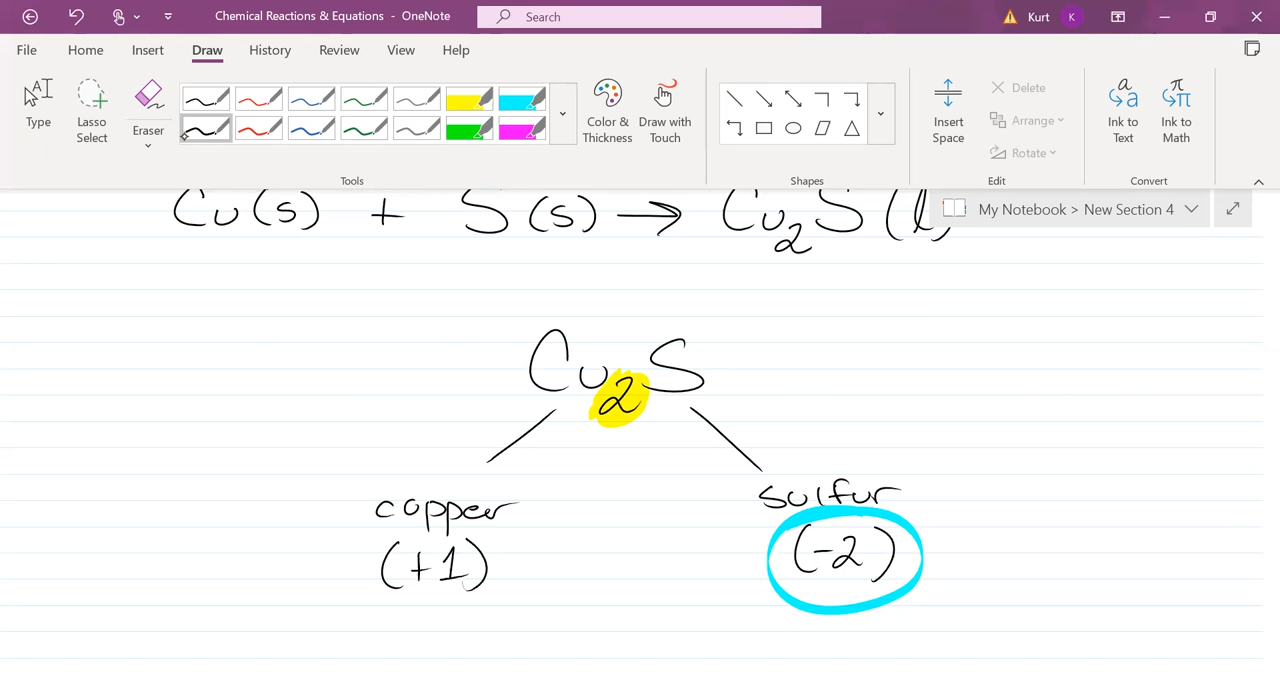 Chemical Reactions & Equations - OneNote
Search
Kurt
K
File Home Insert Draw History Review View Help
Type
Lasso Select
Eraser
Color & Thickness
Draw with Touch
Insert Space
Delete
Arrange
Rotate
Ink to Text
Ink to Math
Tools
Shapes
Edit
Convert
Cu(s) + S(s) → Cu₂S(l)
My Notebook > New Section 4
Cu₂S
copper
sulfur
(+1)
(-2)